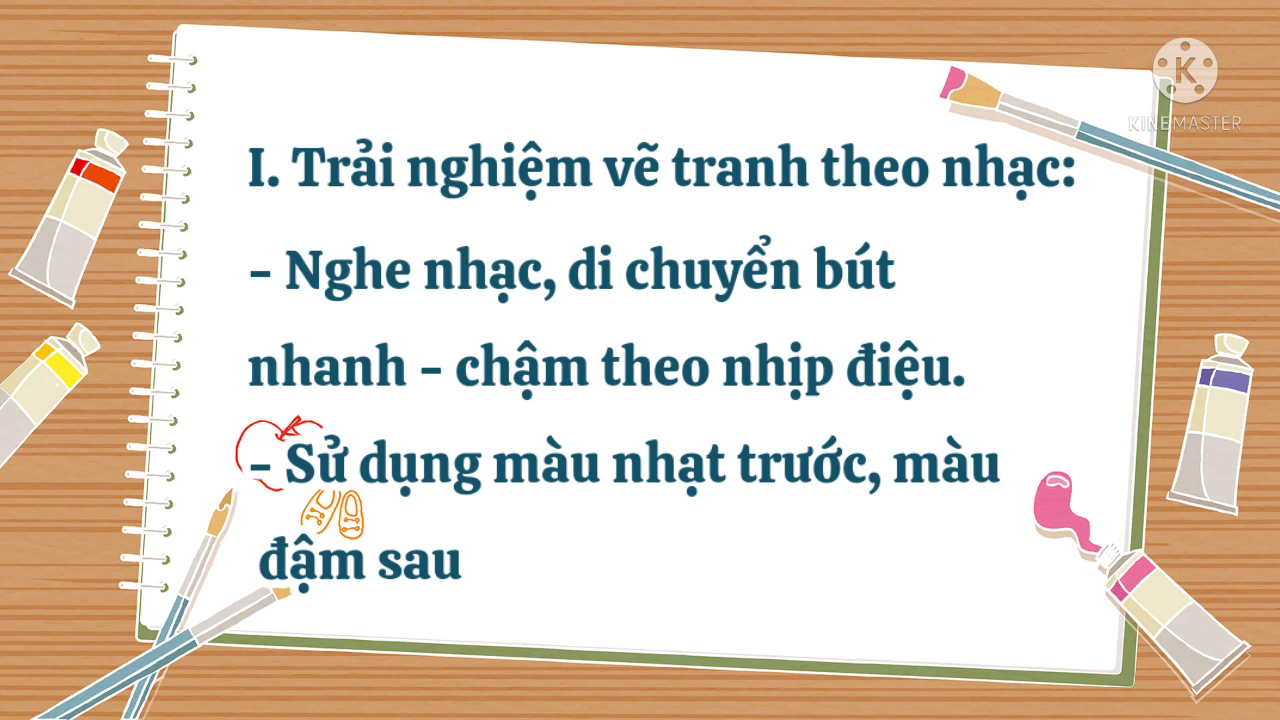 K
KINEMASTER
I. Trải nghiệm vẽ tranh theo nhạc:
- Nghe nhạc, di chuyển bút
nhanh - chậm theo nhịp điệu.
- Sử dụng màu nhạt trước, màu
đậm sau